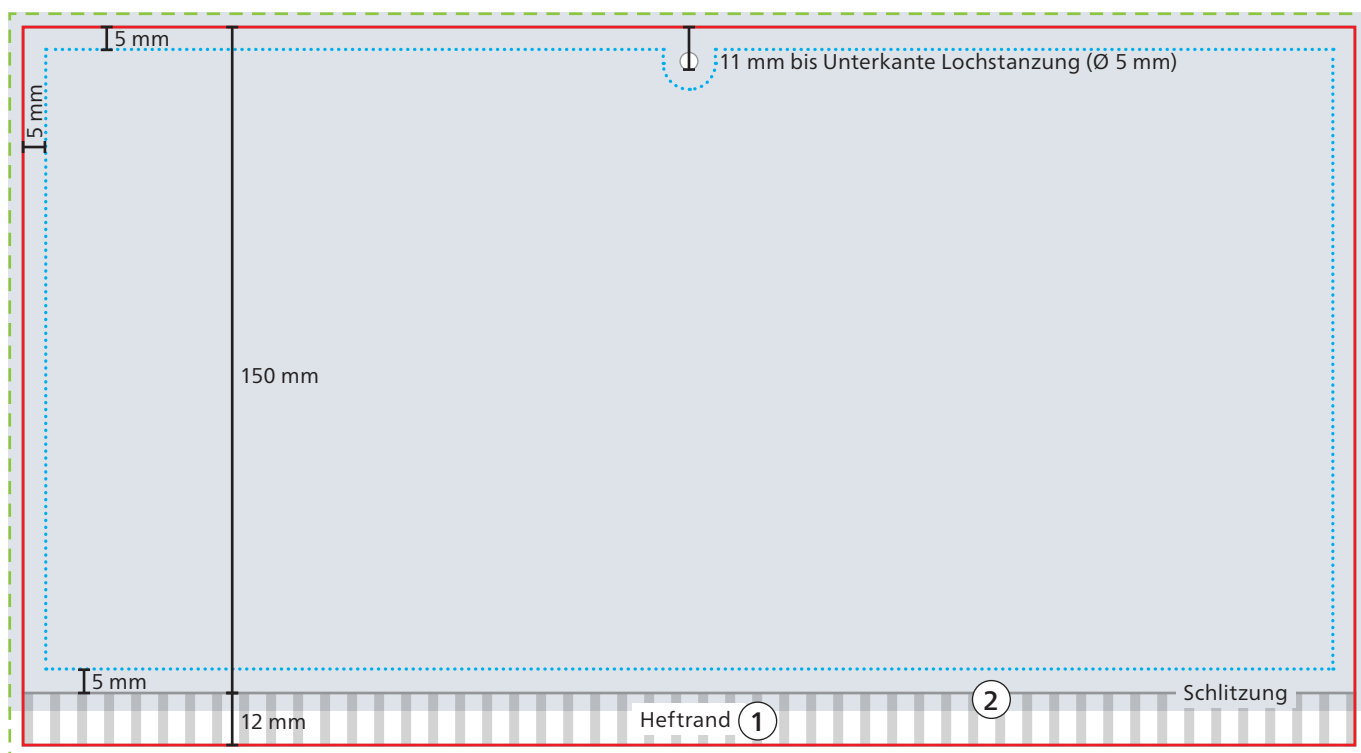 5 mm
11 mm bis Unterkante Lochstanzung (Ø 5 mm)
5 mm
150 mm
5 mm
2
Schlitzung
12 mm
Heftrand 1